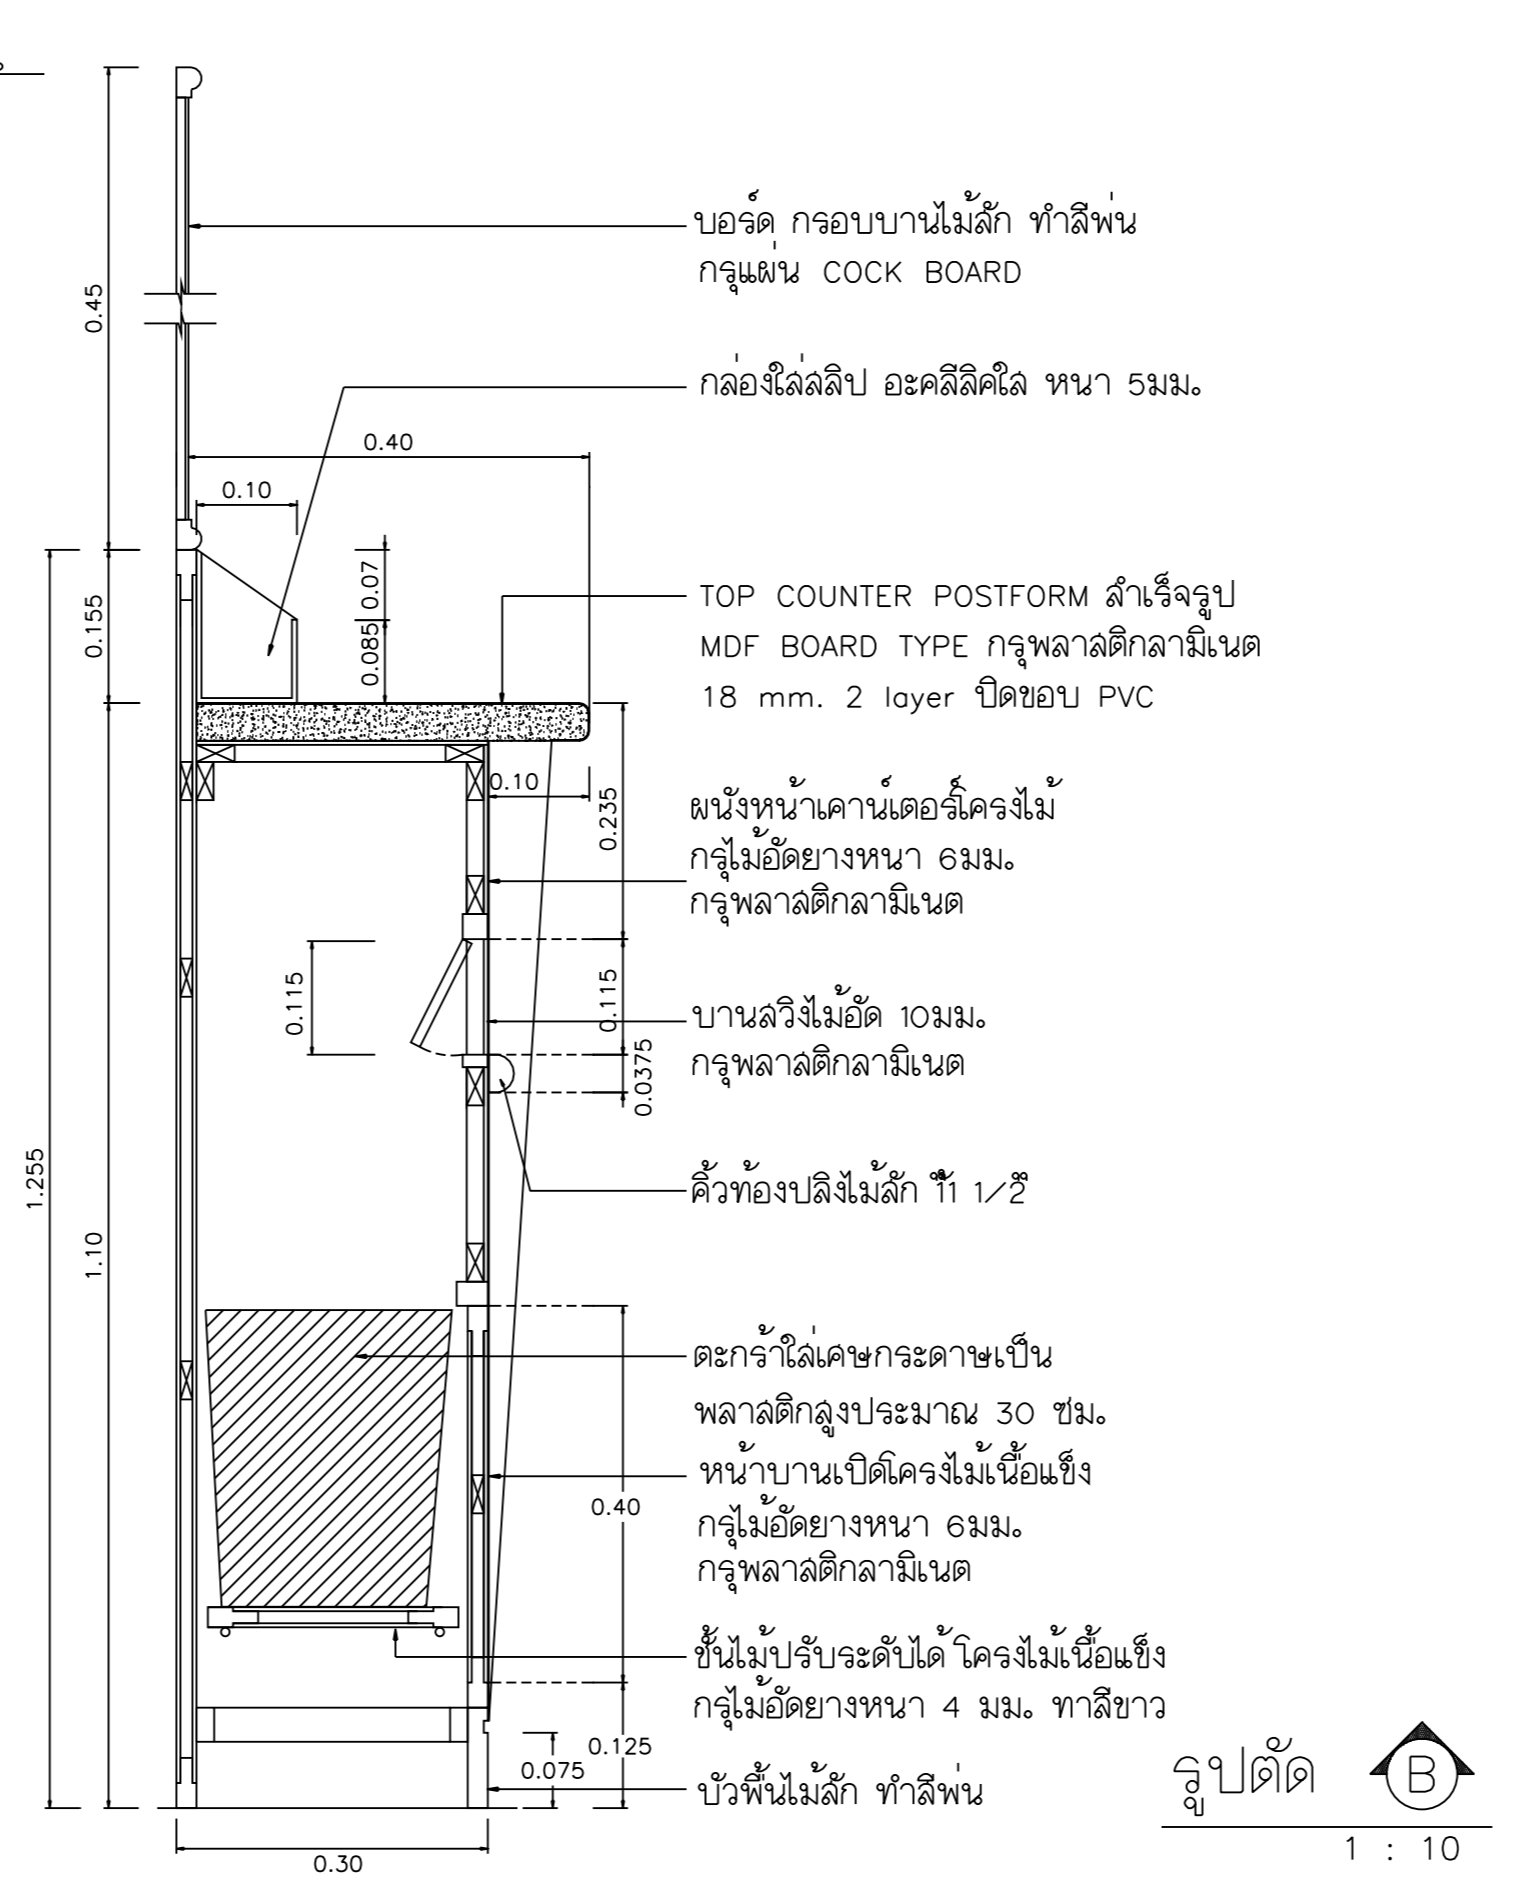 0.45
บอร์ด กรอบบานไม้สัก ทำสีพ่น
กรุแผ่น COCK BOARD
กล่องใส่สลิป อะคลีลิคใส หนา 5มม.
0.40
0.10
0.07
0.085
0.155
TOP COUNTER POSTFORM สำเร็จรูป
MDF BOARD TYPE กรุพลาสติกลามิเนต
18 mm. 2 layer ปิดขอบ PVC
0.10
0.235
ผนังหน้าเคาน์เตอร์โครงไม้
กรุไม้อัดยางหนา 6มม.
กรุพลาสติกลามิเนต
0.115
0.115
บานสวิงไม้อัด 10มม.
กรุพลาสติกลามิเนต
0.0375
1.255
1.10
คิ้วท้องปลิงไม้สัก 1 1/2
ตะกร้าใส่เศษกระดาษเป็น
พลาสติกสูงประมาณ 30 ซม.
หน้าบานเปิดโครงไม้เนื้อแข็ง
กรุไม้อัดยางหนา 6มม.
กรุพลาสติกลามิเนต
0.40
ชั้นไม้ปรับระดับได้ โครงไม้เนื้อแข็ง
กรุไม้อัดยางหนา 4 มม. ทาสีขาว
0.125
0.075
บัวพื้นไม้สัก ทำสีพ่น
0.30
รูปตัด B
1 : 10